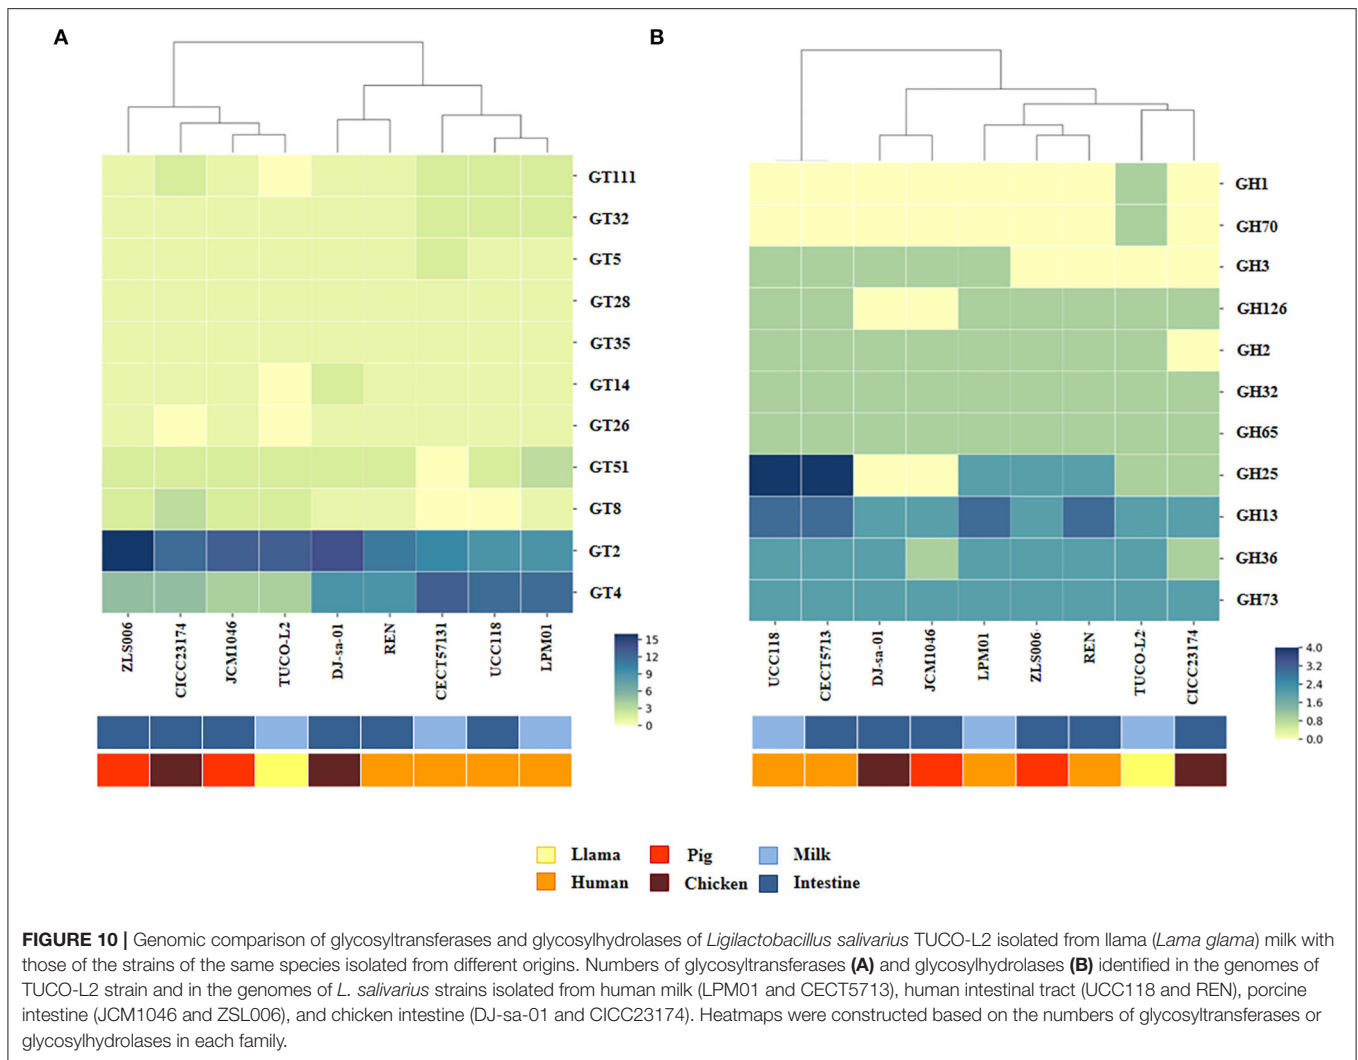 A
B
GT111
GT32
GT5
GT28
GT35
GT14
GT26
GT51
GT8
GT2
GT4
ZLS006
CICC23174
JCM1046
TUCO-L2
DJ-sa-01
REN
CECT57131
UCC118
LPM01
15
12
9
6
3
0
GH1
GH70
GH3
GH126
GH2
GH32
GH65
GH25
GH13
GH36
GH73
UCC118
CECT5713
DJ-sa-01
JCM1046
LPM01
ZLS006
REN
TUCO-L2
CICC23174
4.0
3.2
2.4
1.6
0.8
0.0
Llama Pig Milk
Human Chicken Intestine
FIGURE 10 | Genomic comparison of glycosyltransferases and glycosylhydrolases of Ligilactobacillus salivarius TUCO-L2 isolated from llama (Lama glama) milk with
those of the strains of the same species isolated from different origins. Numbers of glycosyltransferases (A) and glycosylhydrolases (B) identified in the genomes of
TUCO-L2 strain and in the genomes of L. salivarius strains isolated from human milk (LPM01 and CECT5713), human intestinal tract (UCC118 and REN), porcine
intestine (JCM1046 and ZSL006), and chicken intestine (DJ-sa-01 and CICC23174). Heatmaps were constructed based on the numbers of glycosyltransferases or
glycosylhydrolases in each family.